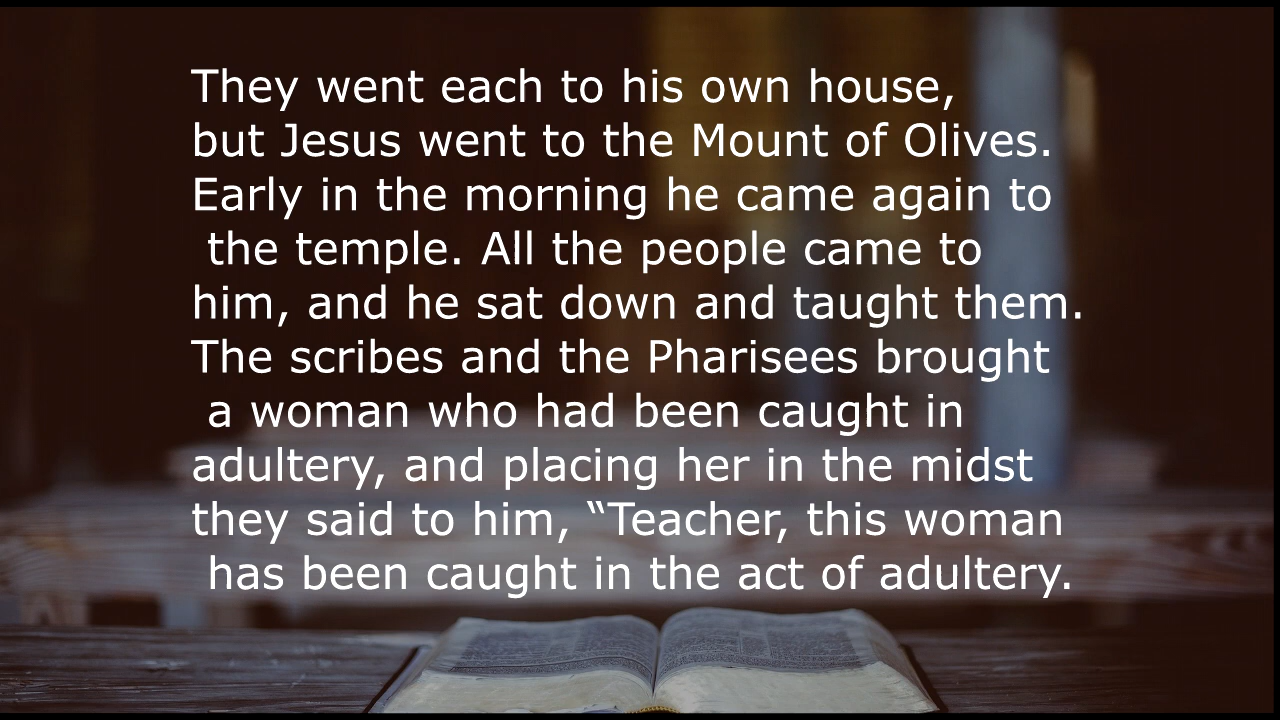 They went each to his own house,
but Jesus went to the Mount of Olives.
Early in the morning he came again to
the temple. All the people came to
him, and he sat down and taught them.
The scribes and the Pharisees brought
a woman who had been caught in
adultery, and placing her in the midst
they said to him, “Teacher, this woman
has been caught in the act of adultery.